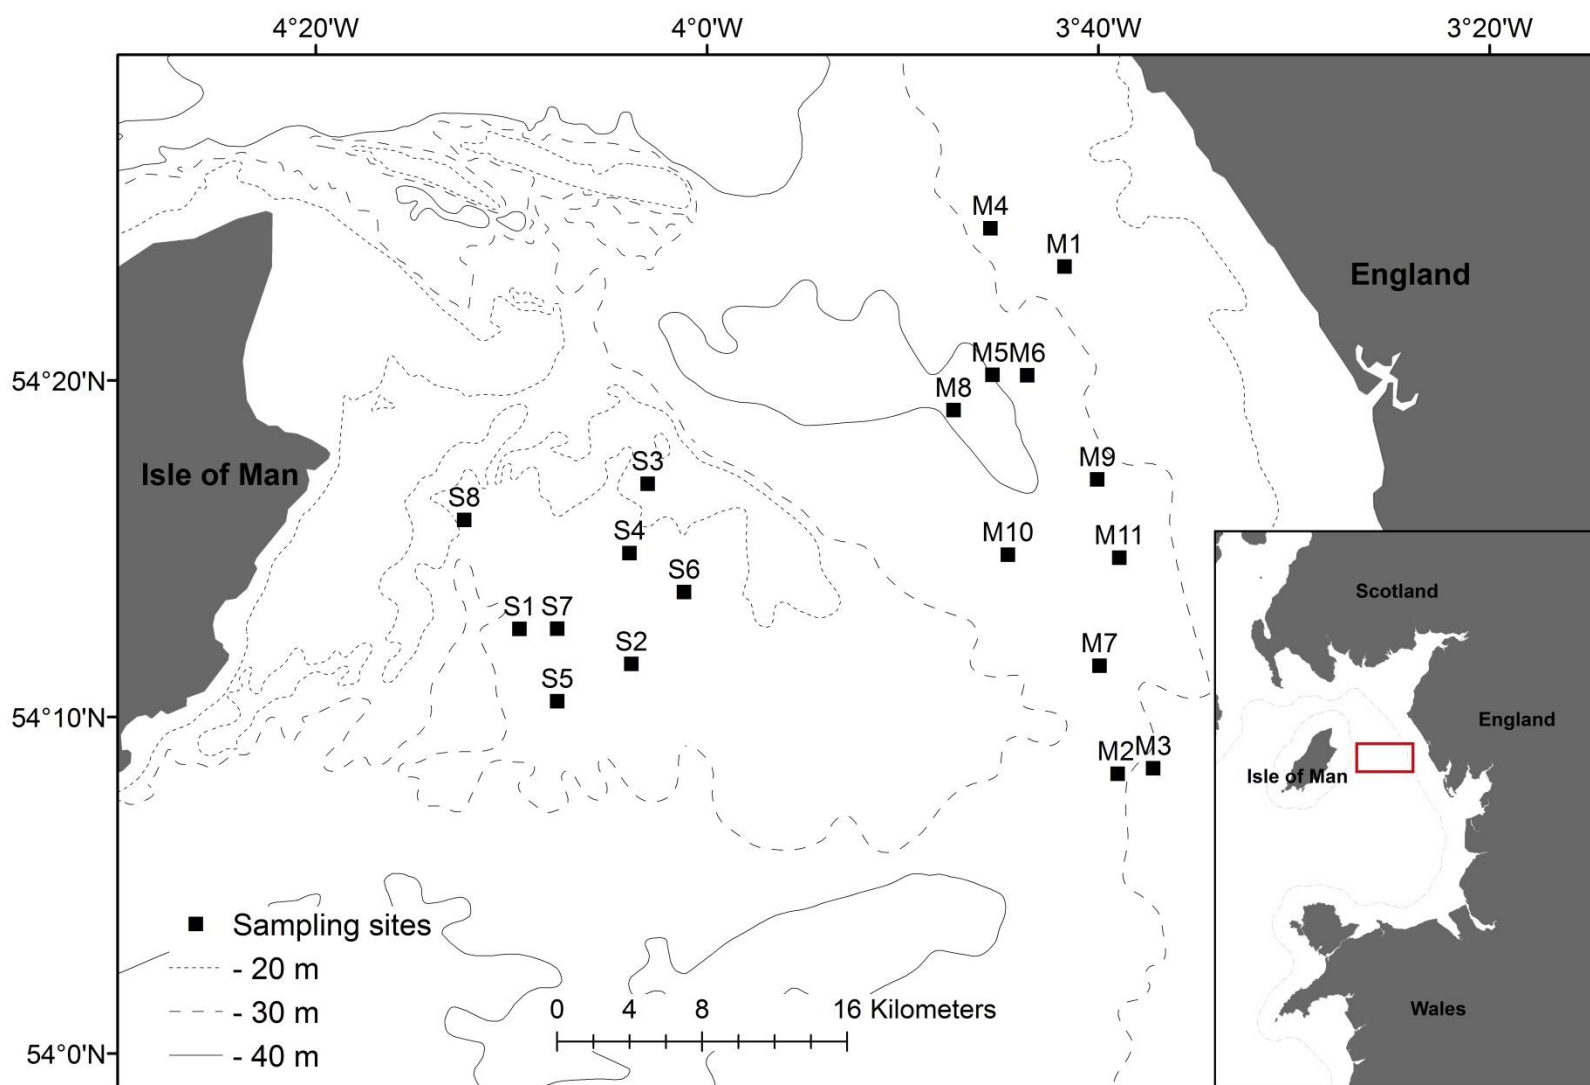 4°20'W 4°0'W 3°40'W 3°20'W
M4
M1
England
54°20'N
M5 M6
M8
Isle of Man
S3
M9
S8
S4
M10 M11
S6
S1 S7
S2
M7
S5
54°10'N
M2 M3
Scotland
England
Isle of Man
Wales
Sampling sites
- 20 m
- 30 m
- 40 m
0 4 8 16 Kilometers
54°0'N